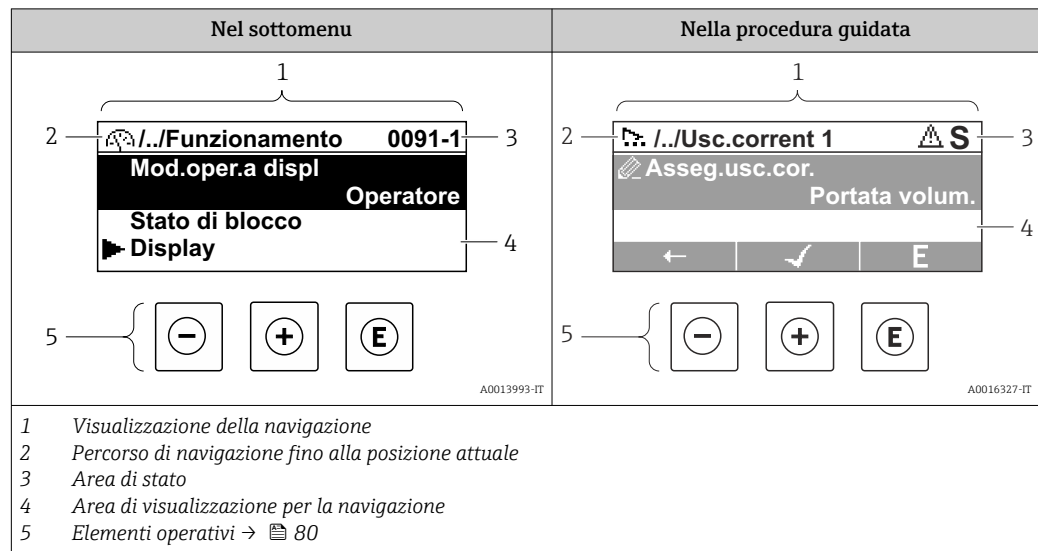 Nel sottomenu
Nella procedura guidata
1
2
/../Funzionamento 0091-1
3
Mod.oper.a displ
Operatore
Stato di blocco
Display
4
5
− + E
A0013993-IT
1
2
/../Usc.corrent 1 S
3
Asseg.usc.cor.
Portata volum.
4
← ✓ E
5
− + E
A0016327-IT
1 Visualizzazione della navigazione
2 Percorso di navigazione fino alla posizione attuale
3 Area di stato
4 Area di visualizzazione per la navigazione
5 Elementi operativi → 80